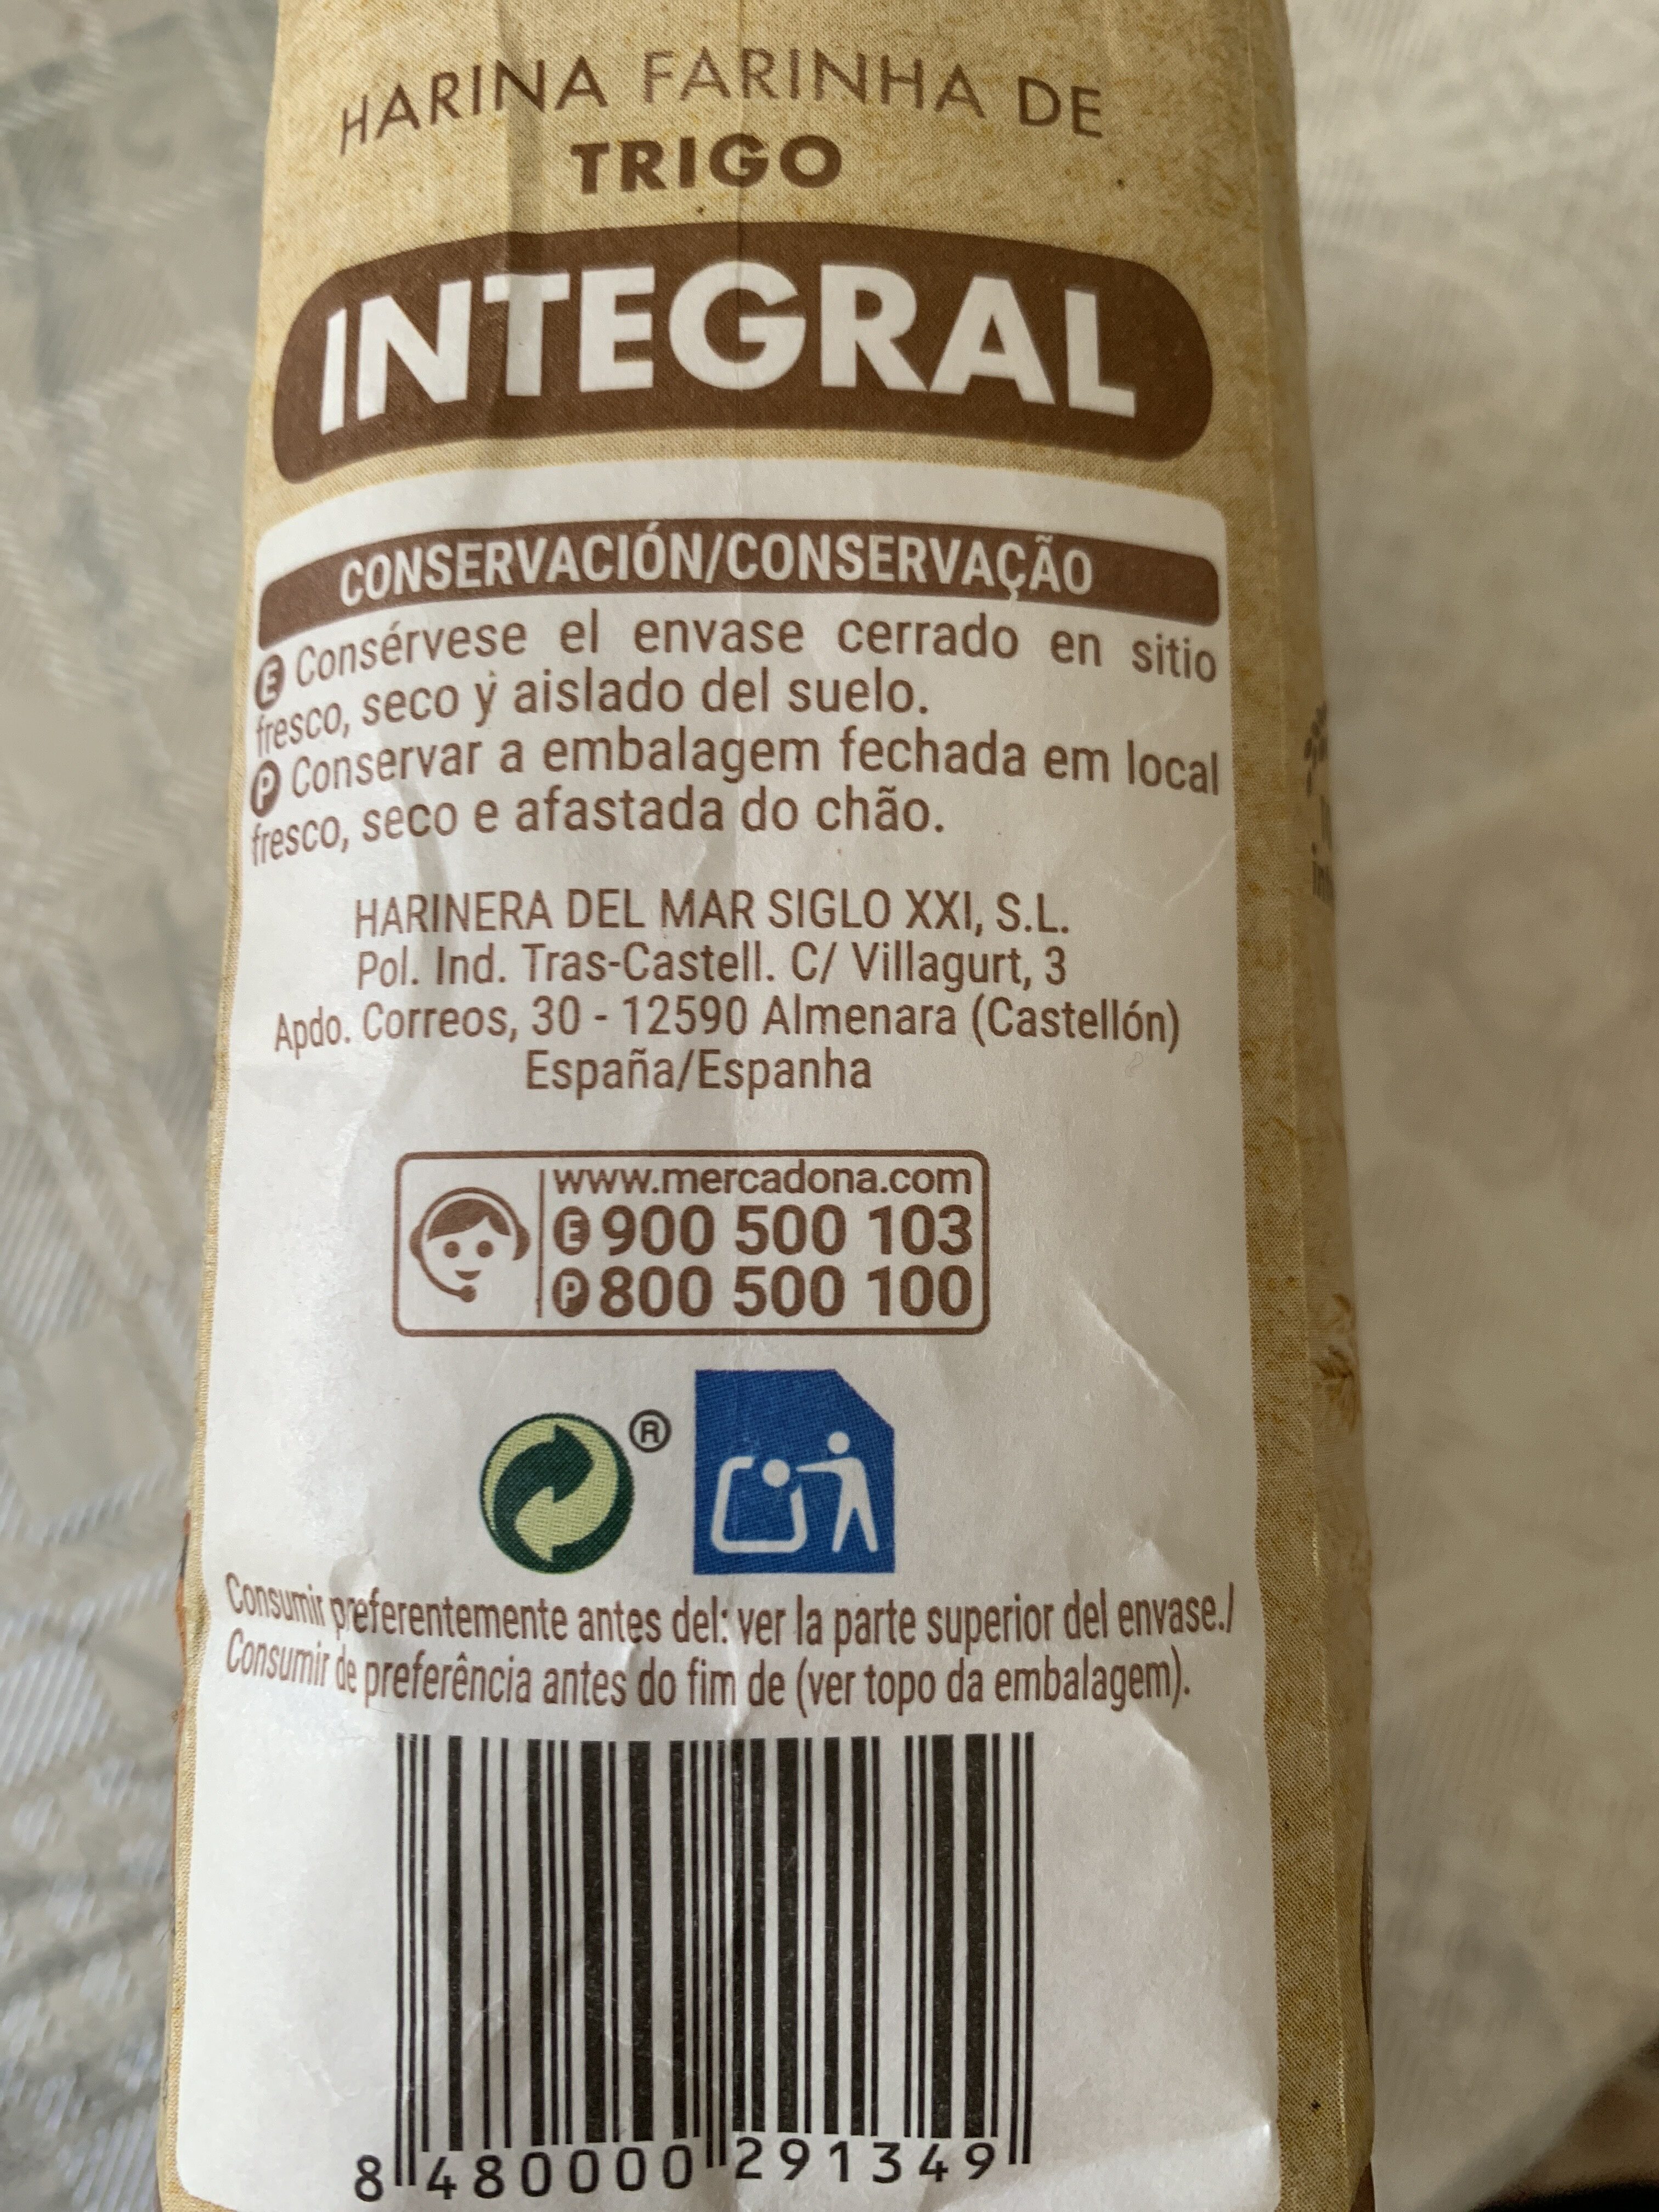 HARINA FARINHA DE
TRIGO
INTEGRAL
CONSERVACIÓN/CONSERVAÇÃO
E Consérvese el envase cerrado en sitio
fresco, seco y aislado del suelo.
P Conservar a embalagem fechada em local
fresco, seco e afastada do chão.
HARINERA DEL MAR SIGLO XXI, S.L.
Pol. Ind. Tras-Castell. C/ Villagurt, 3
Apdo. Correos, 30 - 12590 Almenara (Castellón)
España/Espanha
www.mercadona.com
E 900 500 103
P 800 500 100
®
Consumir preferentemente antes del: ver la parte superior del envase./
Consumir de preferência antes do fim de (ver topo da embalagem).
8 480000 291349